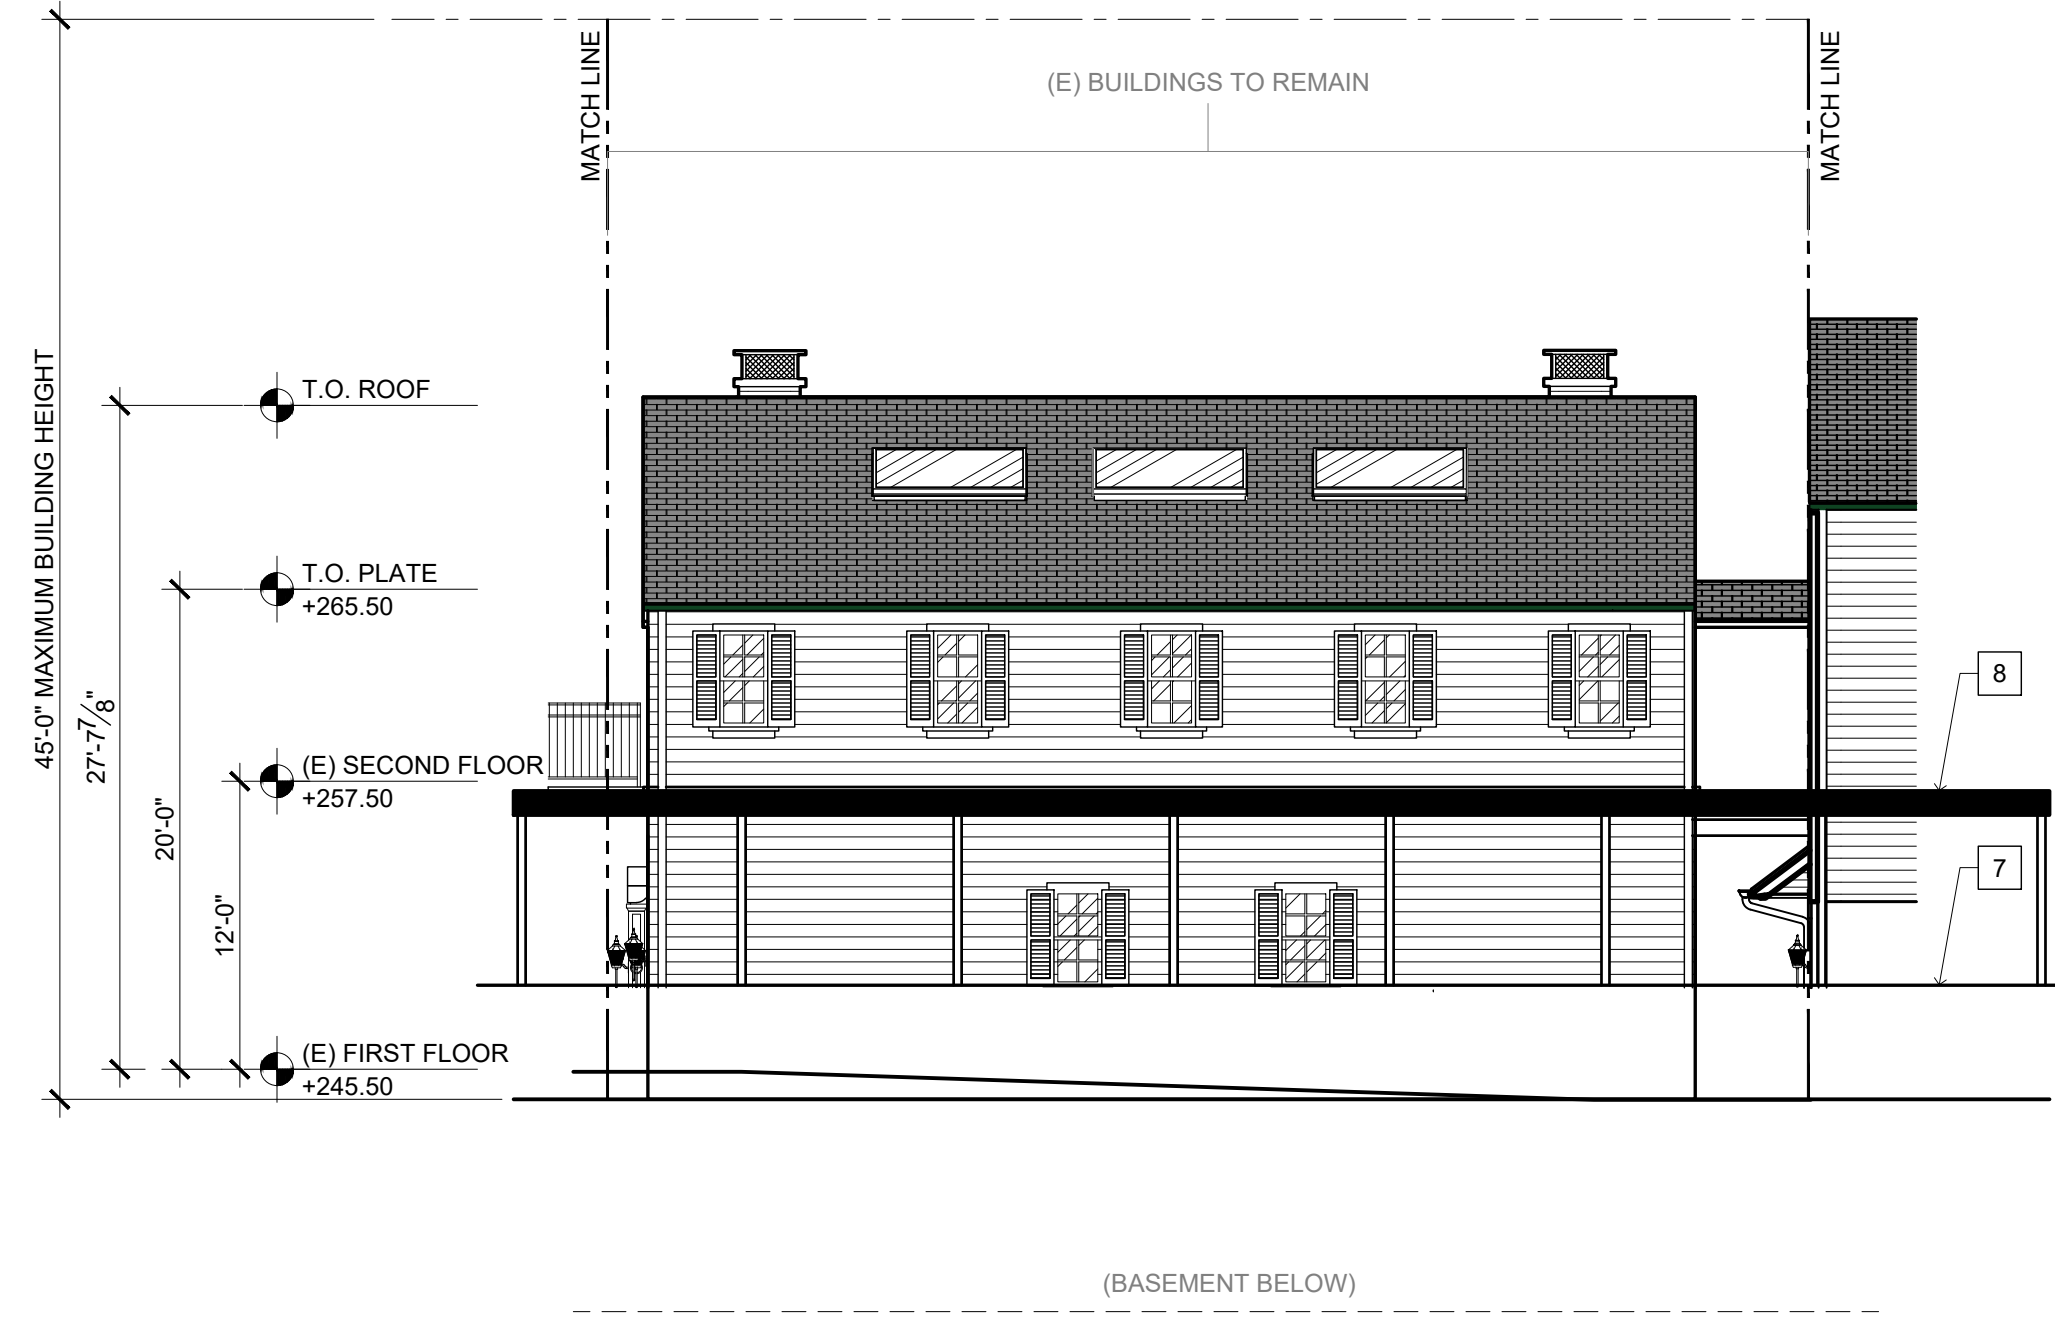 MATCH LINE
MATCH LINE
(E) BUILDINGS TO REMAIN
45'-0" MAXIMUM BUILDING HEIGHT
27'-7 7/8"
20'-0"
12'-0"
T.O. ROOF
T.O. PLATE
+265.50
(E) SECOND FLOOR
+257.50
(E) FIRST FLOOR
+245.50
8
7
(BASEMENT BELOW)